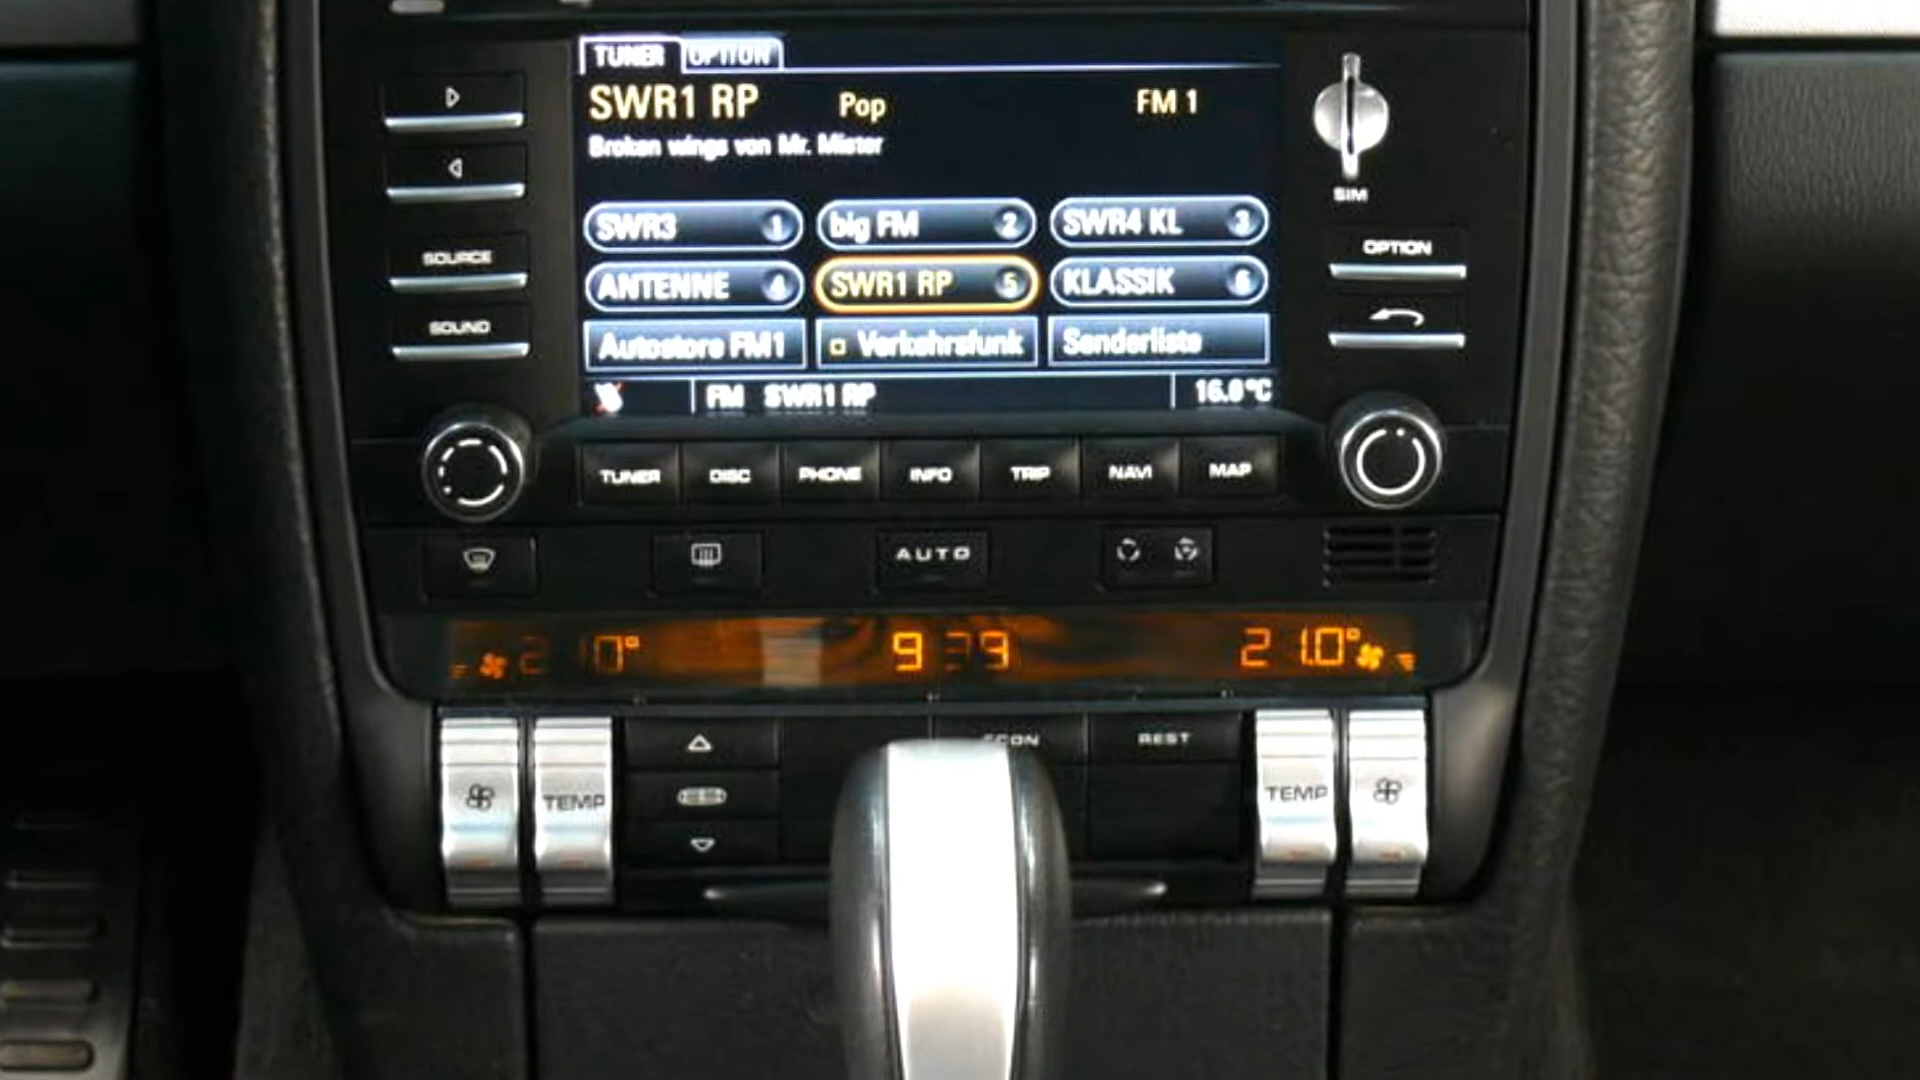 TUNER OPTION
SWR1 RP Pop FM 1
Broken wings von Mr. Mister
SWR3 1 big FM 2 SWR4 KL 3
ANTENNE 4 SWR1 RP 5 KLASSIK 6
Autostore FM1 Verkehrsfunk Senderliste
FM SWR1 RP 16.0°C
SIM
SOURCE
SOUND
OPTION
TUNER DISC PHONE INFO TRIP NAVI MAP
AUTO
0° 9 39 21.0°
REST
TEMP TEMP